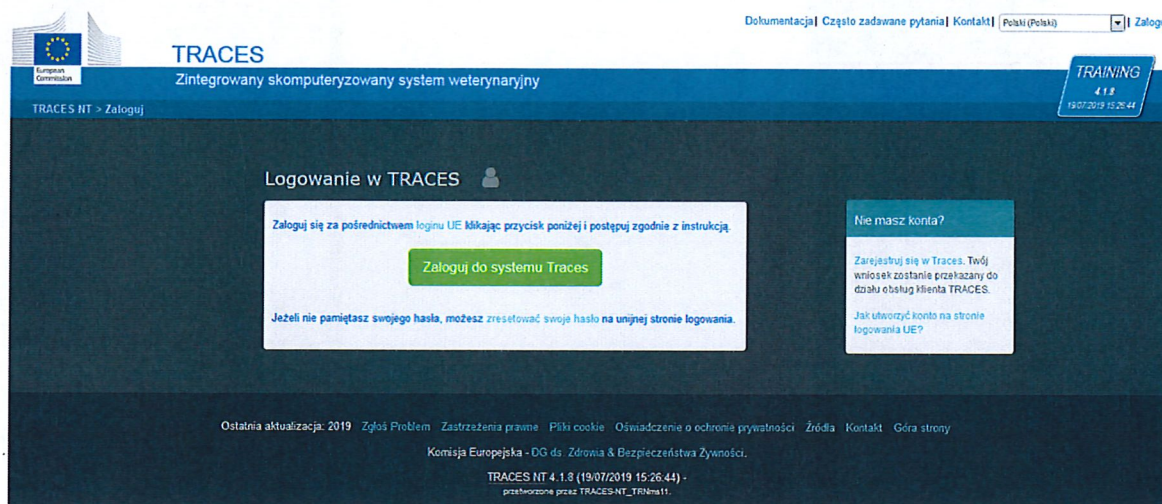 Dokumentacja| Często zadawane pytania| Kontakt| Polski (Polski) | Zalogu
European
Commission
TRACES
Zintegrowany skomputeryzowany system weterynaryjny
TRAINING
4.1.8
19/07/2019 15:26:44
TRACES NT > Zaloguj
Logowanie w TRACES
Zaloguj się za pośrednictwem loginu UE klikając przycisk poniżej i postępuj zgodnie z instrukcją.
Zaloguj do systemu Traces
Jeżeli nie pamiętasz swojego hasła, możesz zresetować swoje hasło na unijnej stronie logowania.
Nie masz konta?
Zarejestruj się w Traces. Twój
wniosek zostanie przekazany do
działu obsług klienta TRACES.
Jak utworzyć konto na stronie
logowania UE?
Ostatnia aktualizacja: 2019 Zgłoś Problem Zastrzeżenia prawne Pliki cookie Oświadczenie o ochronie prywatności Źródła Kontakt Góra strony
Komisja Europejska - DG ds. Zdrowia & Bezpieczeństwa Żywności.
TRACES NT 4.1.8 (19/07/2019 15:26:44) -
przetworzone przez TRACES-NT_TRNms11.